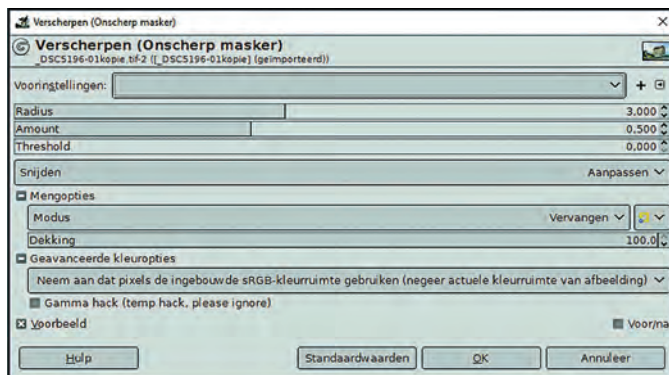 Verscherpen (Onscherp masker)
Verscherpen (Onscherp masker)
_DSC5196-01kopie.tif-2 ([_DSC5196-01kopie] (geïmporteerd))
Voorinstellingen:
Radius 3.000
Amount 0.500
Threshold 0.000
Snijden Aanpassen
Mengopties
Modus Vervangen
Dekking 100.0
Geavanceerde kleuropties
Neem aan dat pixels de ingebouwde sRGB-kleurruimte gebruiken (negeer actuele kleurruimte van afbeelding)
Gamma hack (temp hack, please ignore)
Voorbeeld Voor/na
Hulp Standaardwaarden OK Annuleer